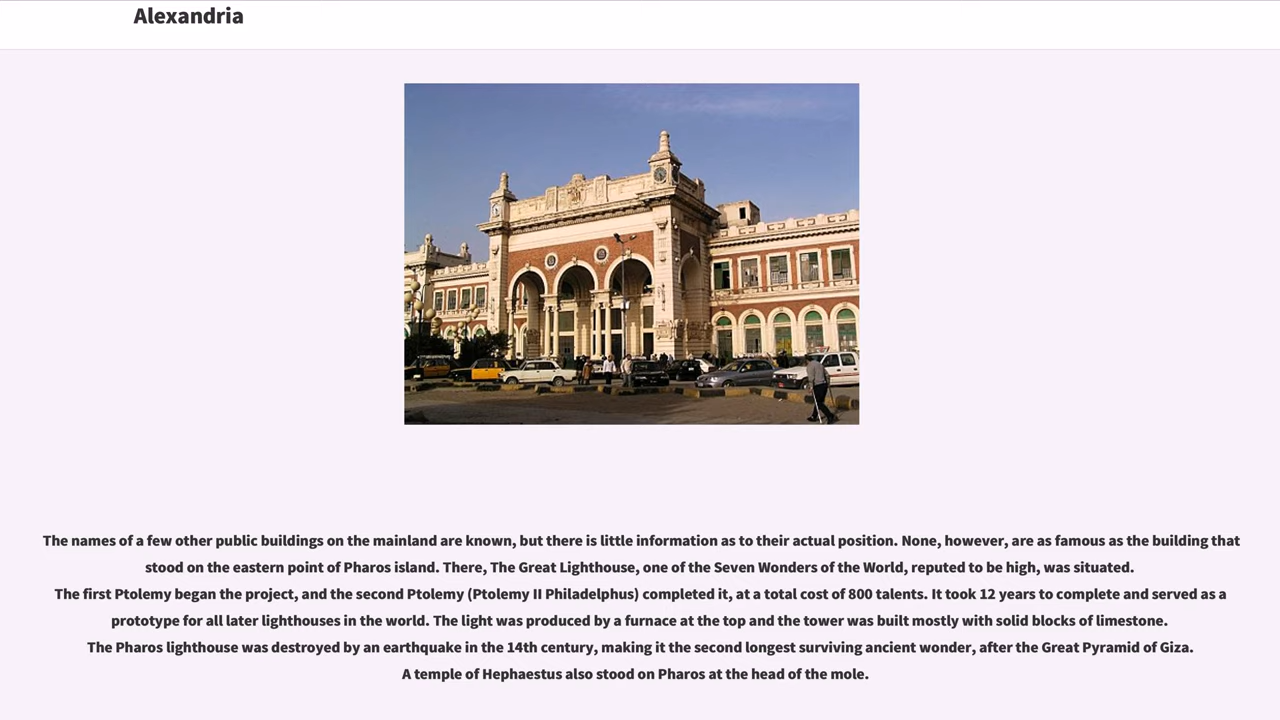 Alexandria
The names of a few other public buildings on the mainland are known, but there is little information as to their actual position. None, however, are as famous as the building that
stood on the eastern point of Pharos island. There, The Great Lighthouse, one of the Seven Wonders of the World, reputed to be high, was situated.
The first Ptolemy began the project, and the second Ptolemy (Ptolemy II Philadelphus) completed it, at a total cost of 800 talents. It took 12 years to complete and served as a
prototype for all later lighthouses in the world. The light was produced by a furnace at the top and the tower was built mostly with solid blocks of limestone.
The Pharos lighthouse was destroyed by an earthquake in the 14th century, making it the second longest surviving ancient wonder, after the Great Pyramid of Giza.
A temple of Hephaestus also stood on Pharos at the head of the mole.